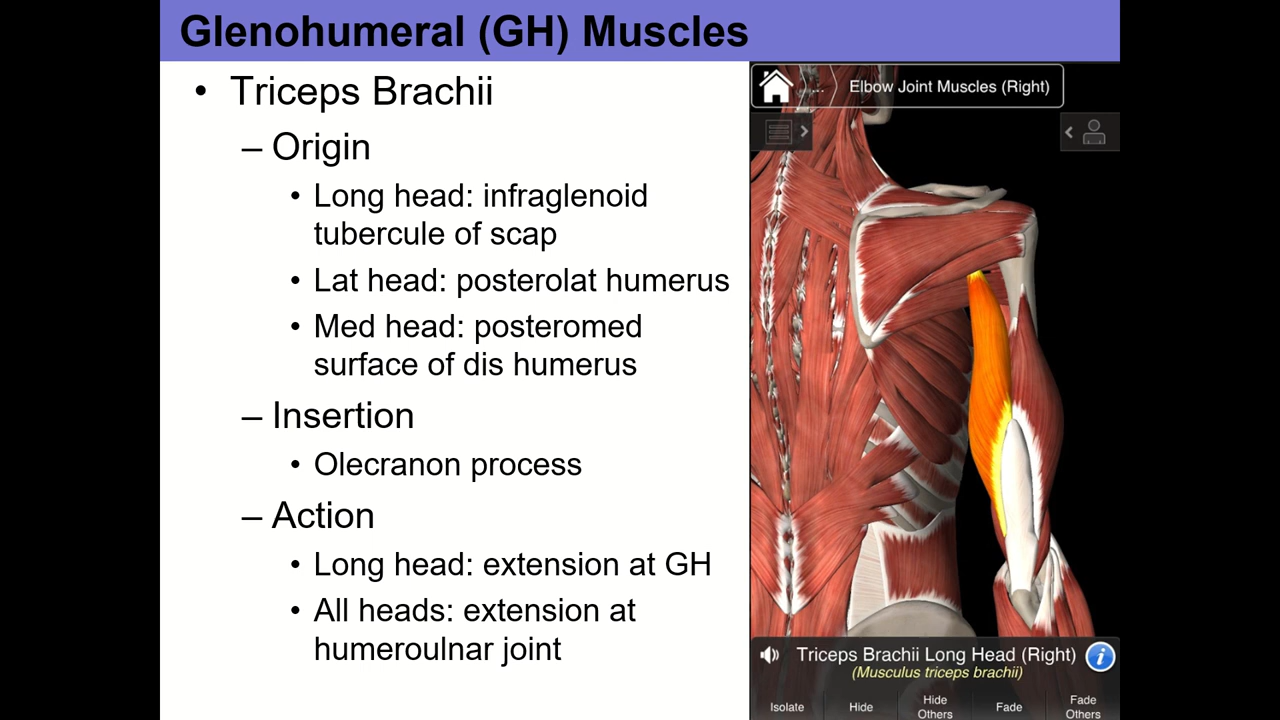 Glenohumeral (GH) Muscles
• Triceps Brachii
– Origin
• Long head: infraglenoid
tubercule of scap
• Lat head: posterolat humerus
• Med head: posteromed
surface of dis humerus
– Insertion
• Olecranon process
– Action
• Long head: extension at GH
• All heads: extension at
humeroulnar joint
... Elbow Joint Muscles (Right)
Triceps Brachii Long Head (Right) i
(Musculus triceps brachii)
Isolate
Hide
Hide
Others
Fade
Fade
Others